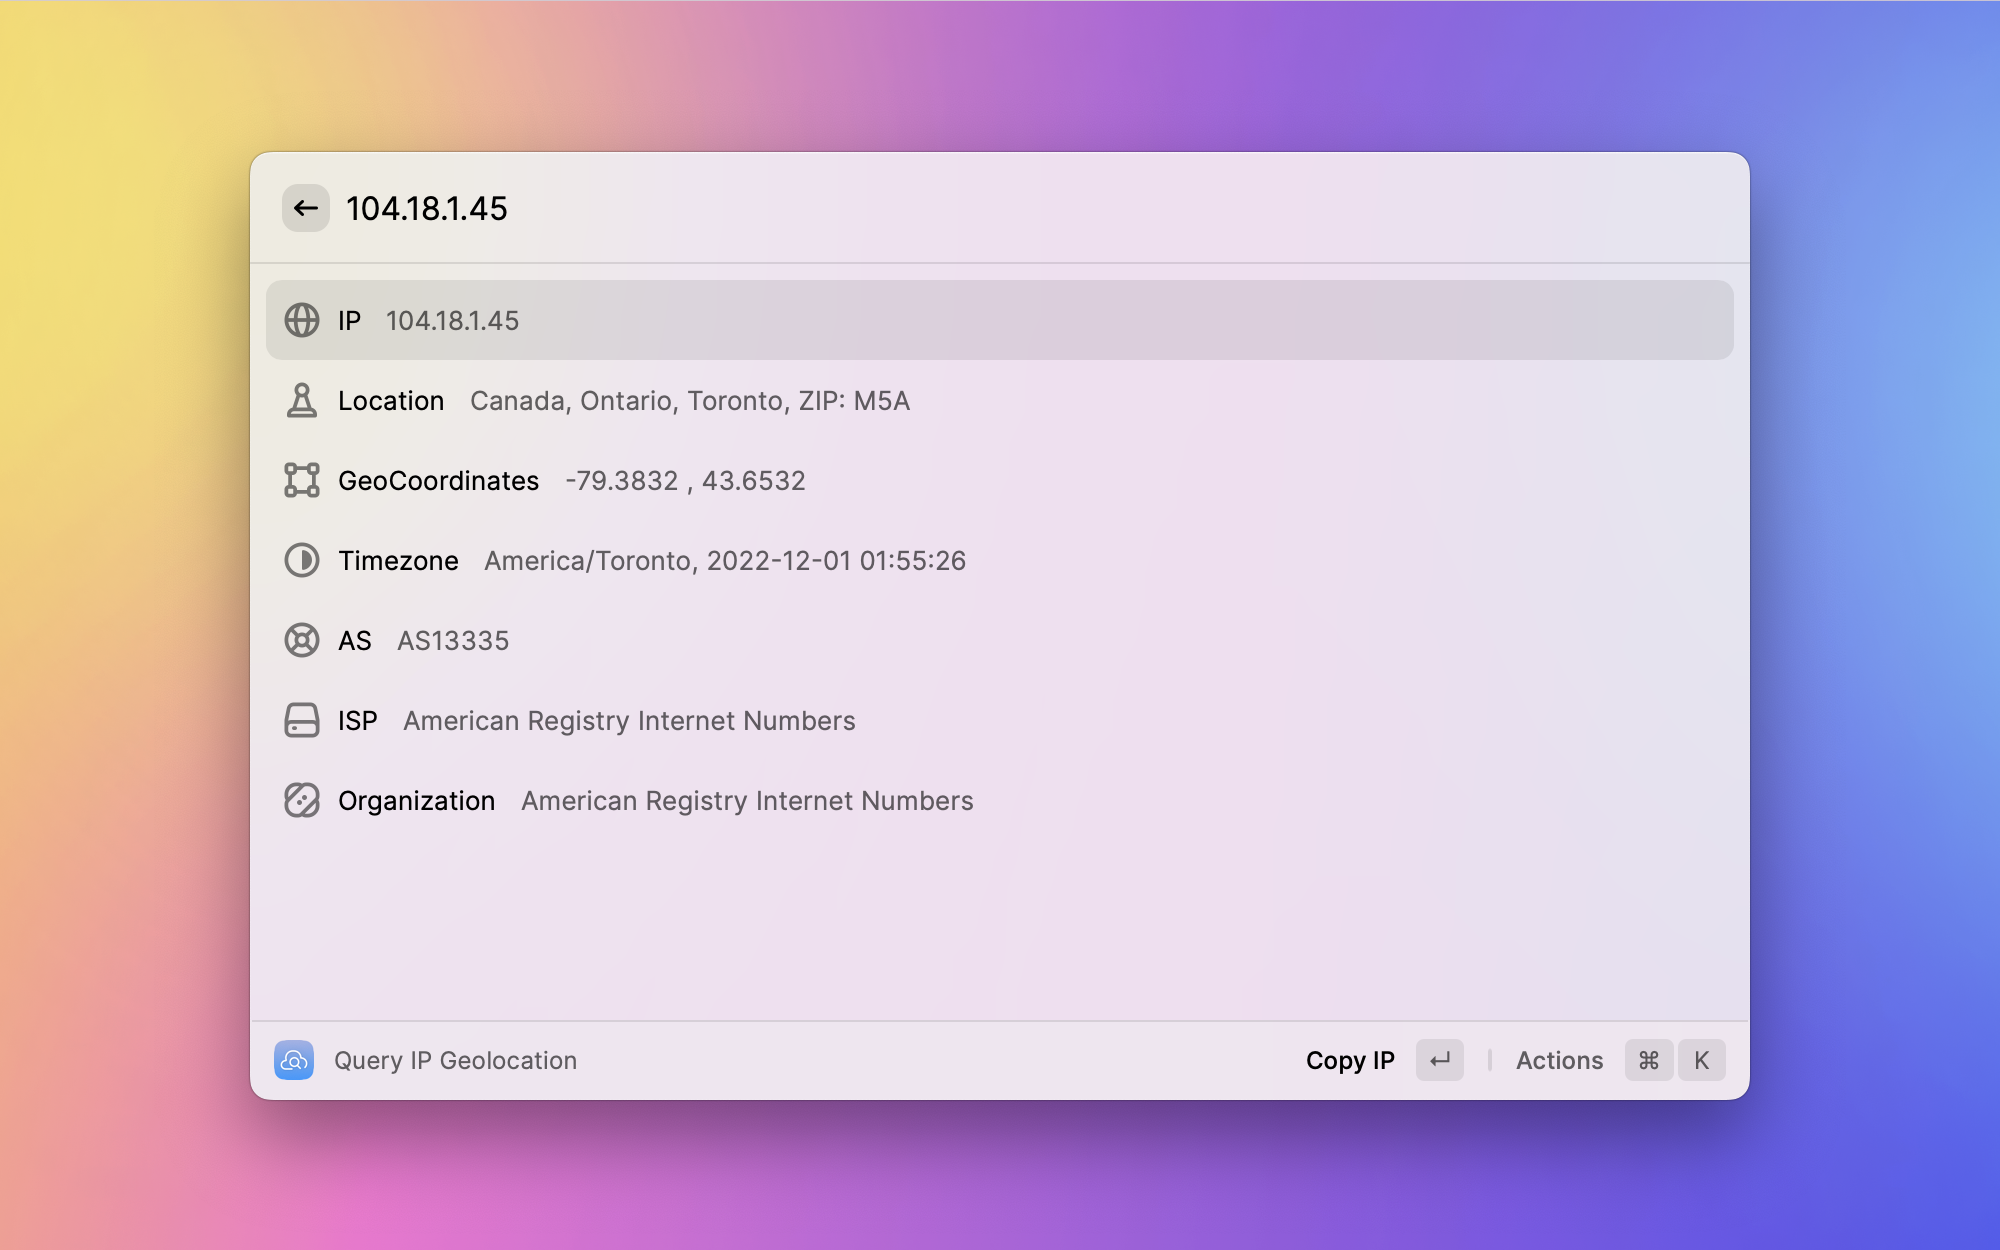 104.18.1.45
IP 104.18.1.45
Location Canada, Ontario, Toronto, ZIP: M5A
GeoCoordinates -79.3832 , 43.6532
Timezone America/Toronto, 2022-12-01 01:55:26
AS AS13335
ISP American Registry Internet Numbers
Organization American Registry Internet Numbers
Query IP Geolocation Copy IP ↵ Actions ⌘ K